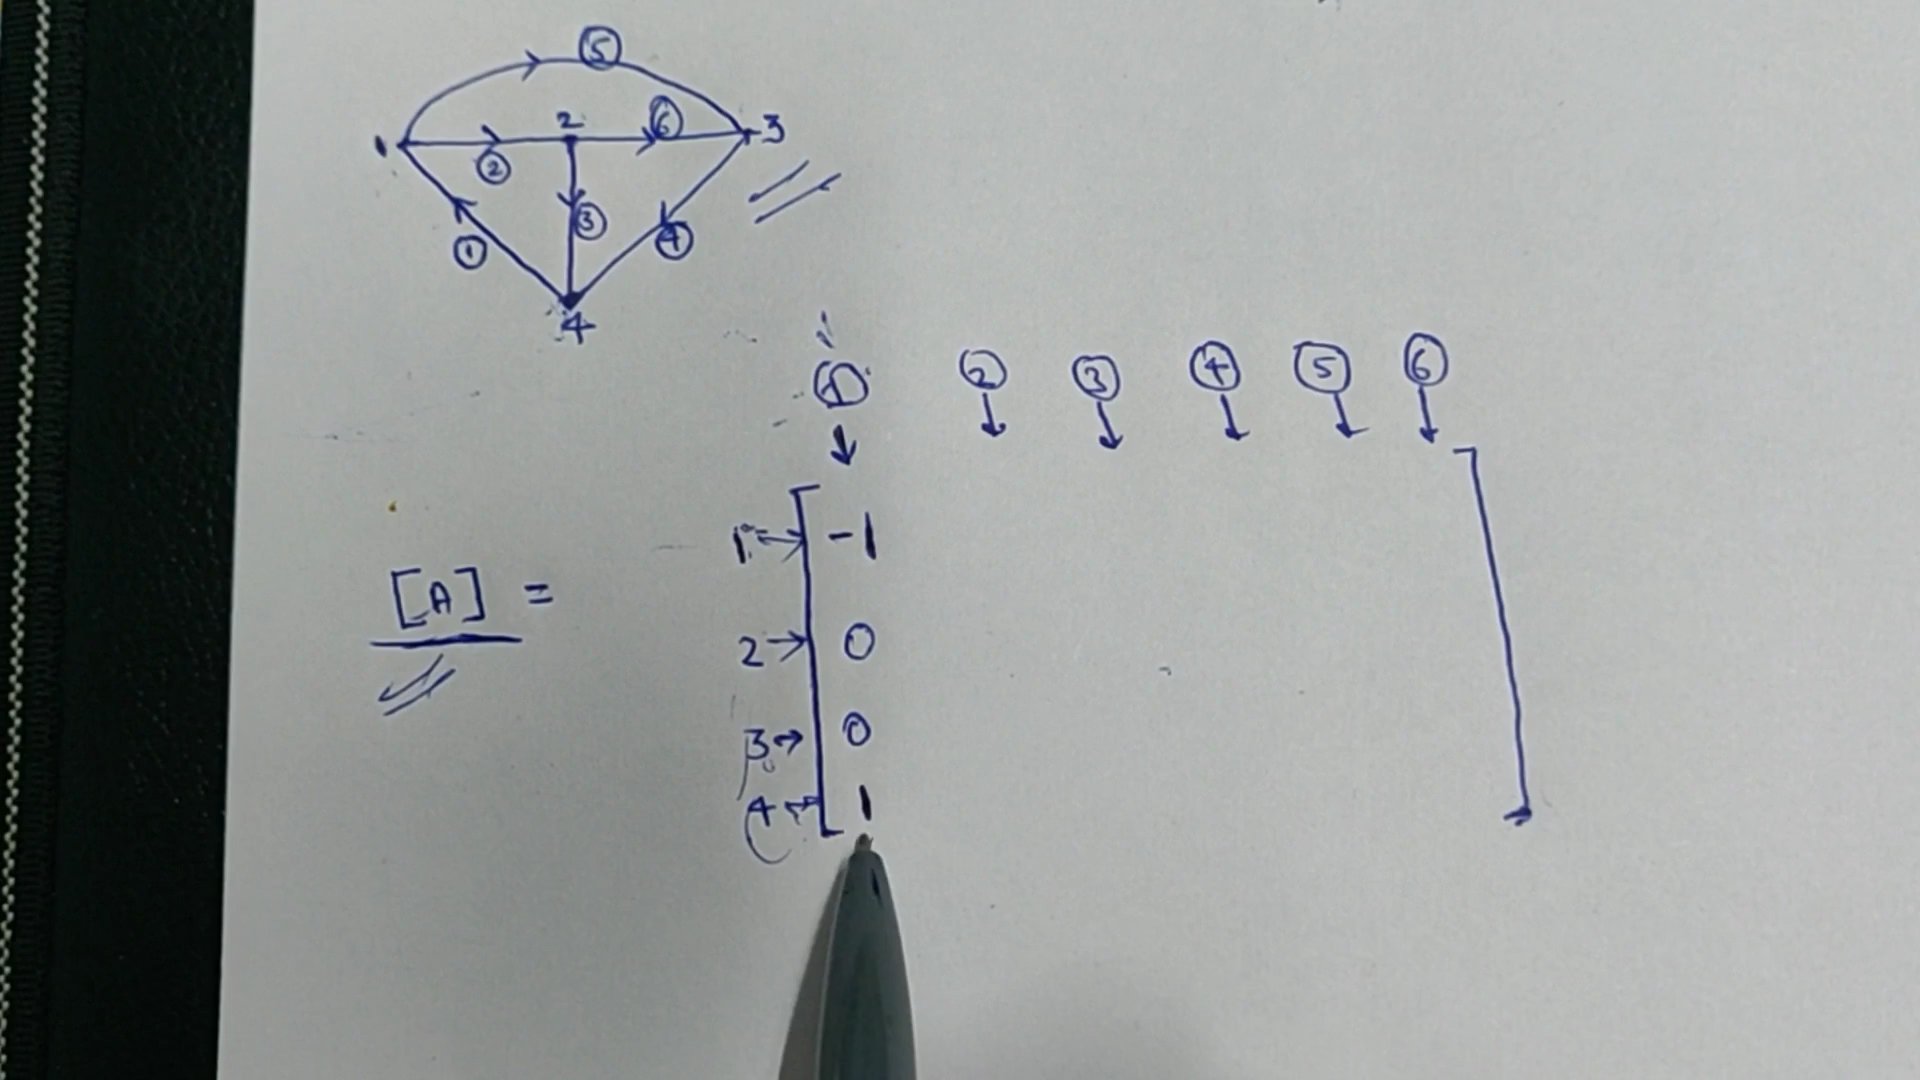 ⑤
1 2 3
② ⑥
① ③ ④
4
① ② ③ ④ ⑤ ⑥
↓ ↓ ↓ ↓ ↓ ↓
1 → -1
[A] =
2 → 0
3 → 0
4 → 1